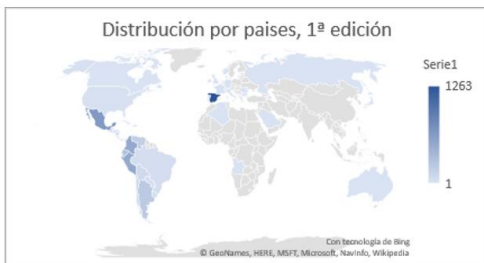 Distribución por paises, 1ª edición
Serie1
1263
1
Con tecnología de Bing
© GeoNames, HERE, MSFT, Microsoft, NavInfo, Wikipedia